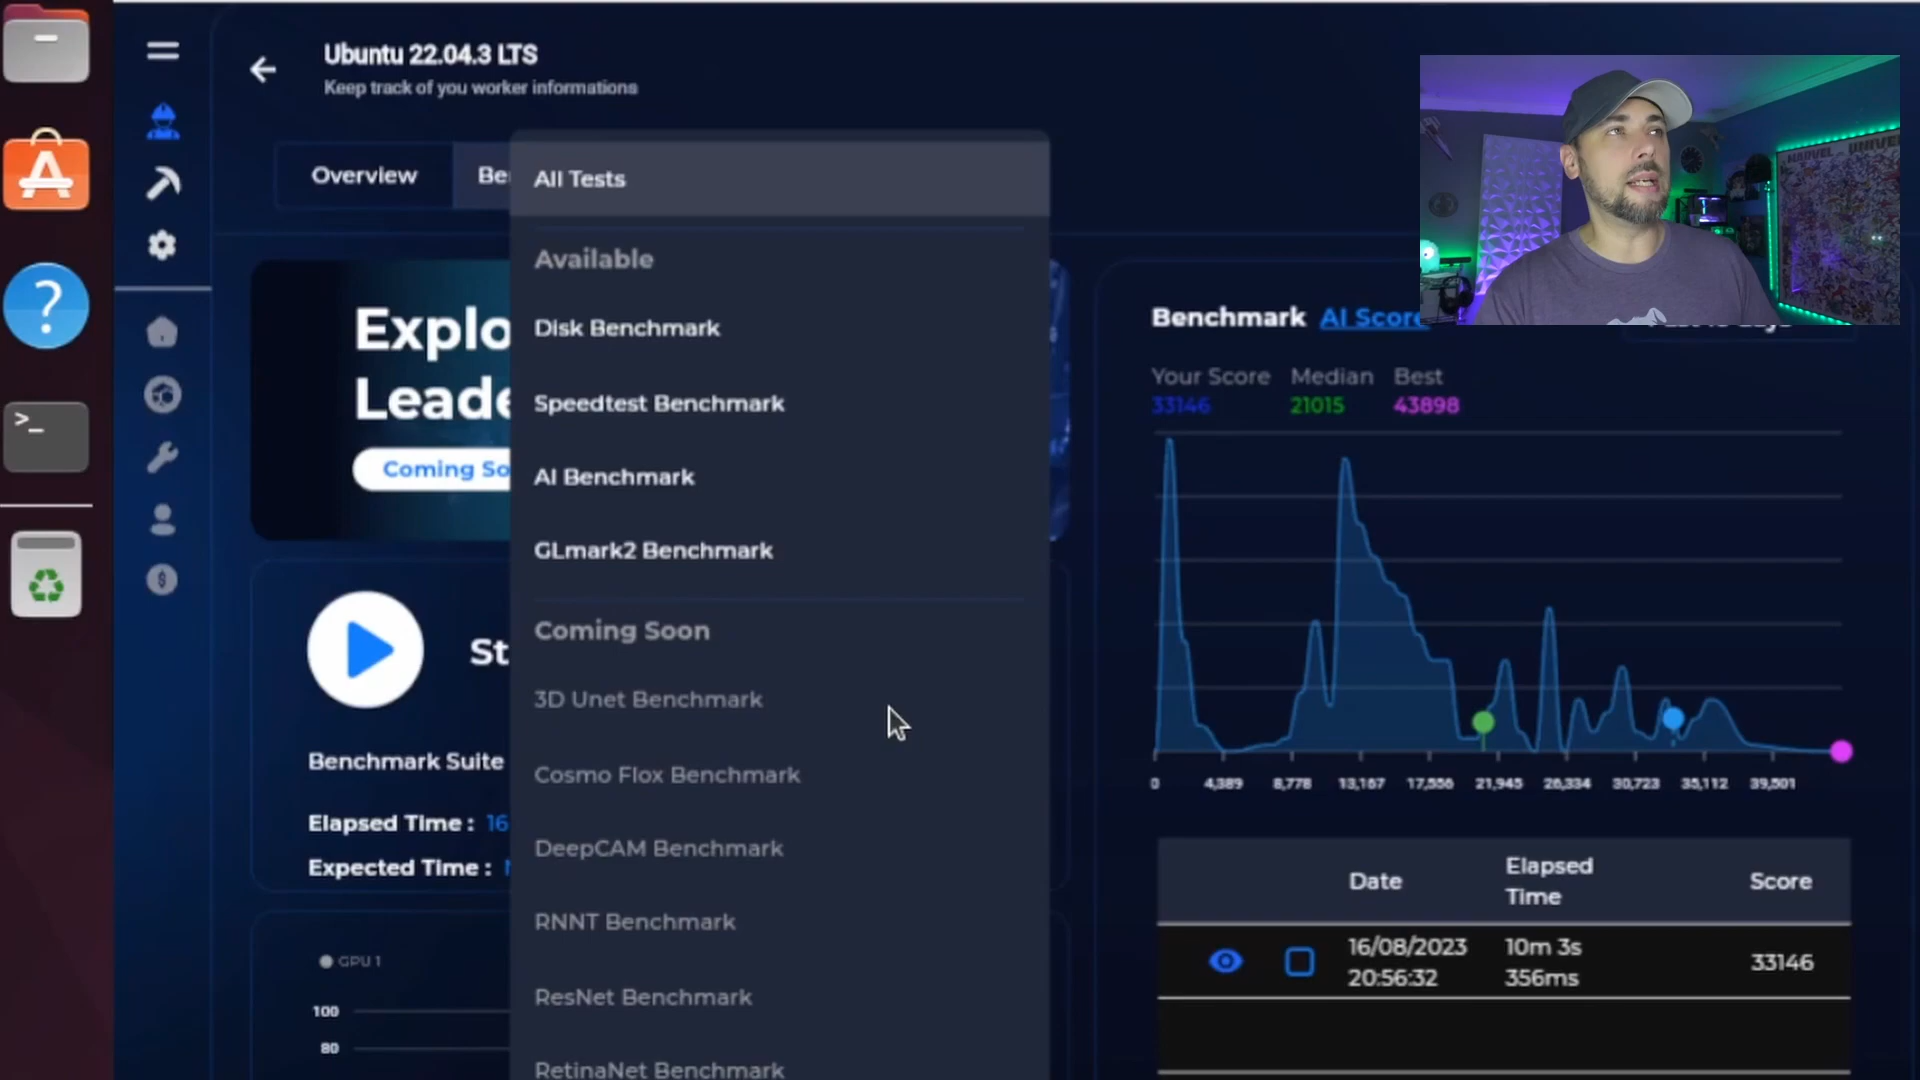 Ubuntu 22.04.3 LTS
Keep track of you worker informations
Overview
Be
All Tests
Available
Disk Benchmark
Speedtest Benchmark
AI Benchmark
GLmark2 Benchmark
Coming Soon
3D Unet Benchmark
Cosmo Flox Benchmark
DeepCAM Benchmark
RNNT Benchmark
ResNet Benchmark
RetinaNet Benchmark
Explo
Leade
Coming So
St
Benchmark Suite
Elapsed Time : 16
Expected Time :
GPU 1
100
80
Benchmark AI Score
Your Score Median Best
33146 21015 43898
0 4,389 8,778 13,167 17,556 21,945 26,334 30,723 35,112 39,501
Date Elapsed Time Score
16/08/2023 20:56:32 10m 3s 356ms 33146
MARVEL UNIVER